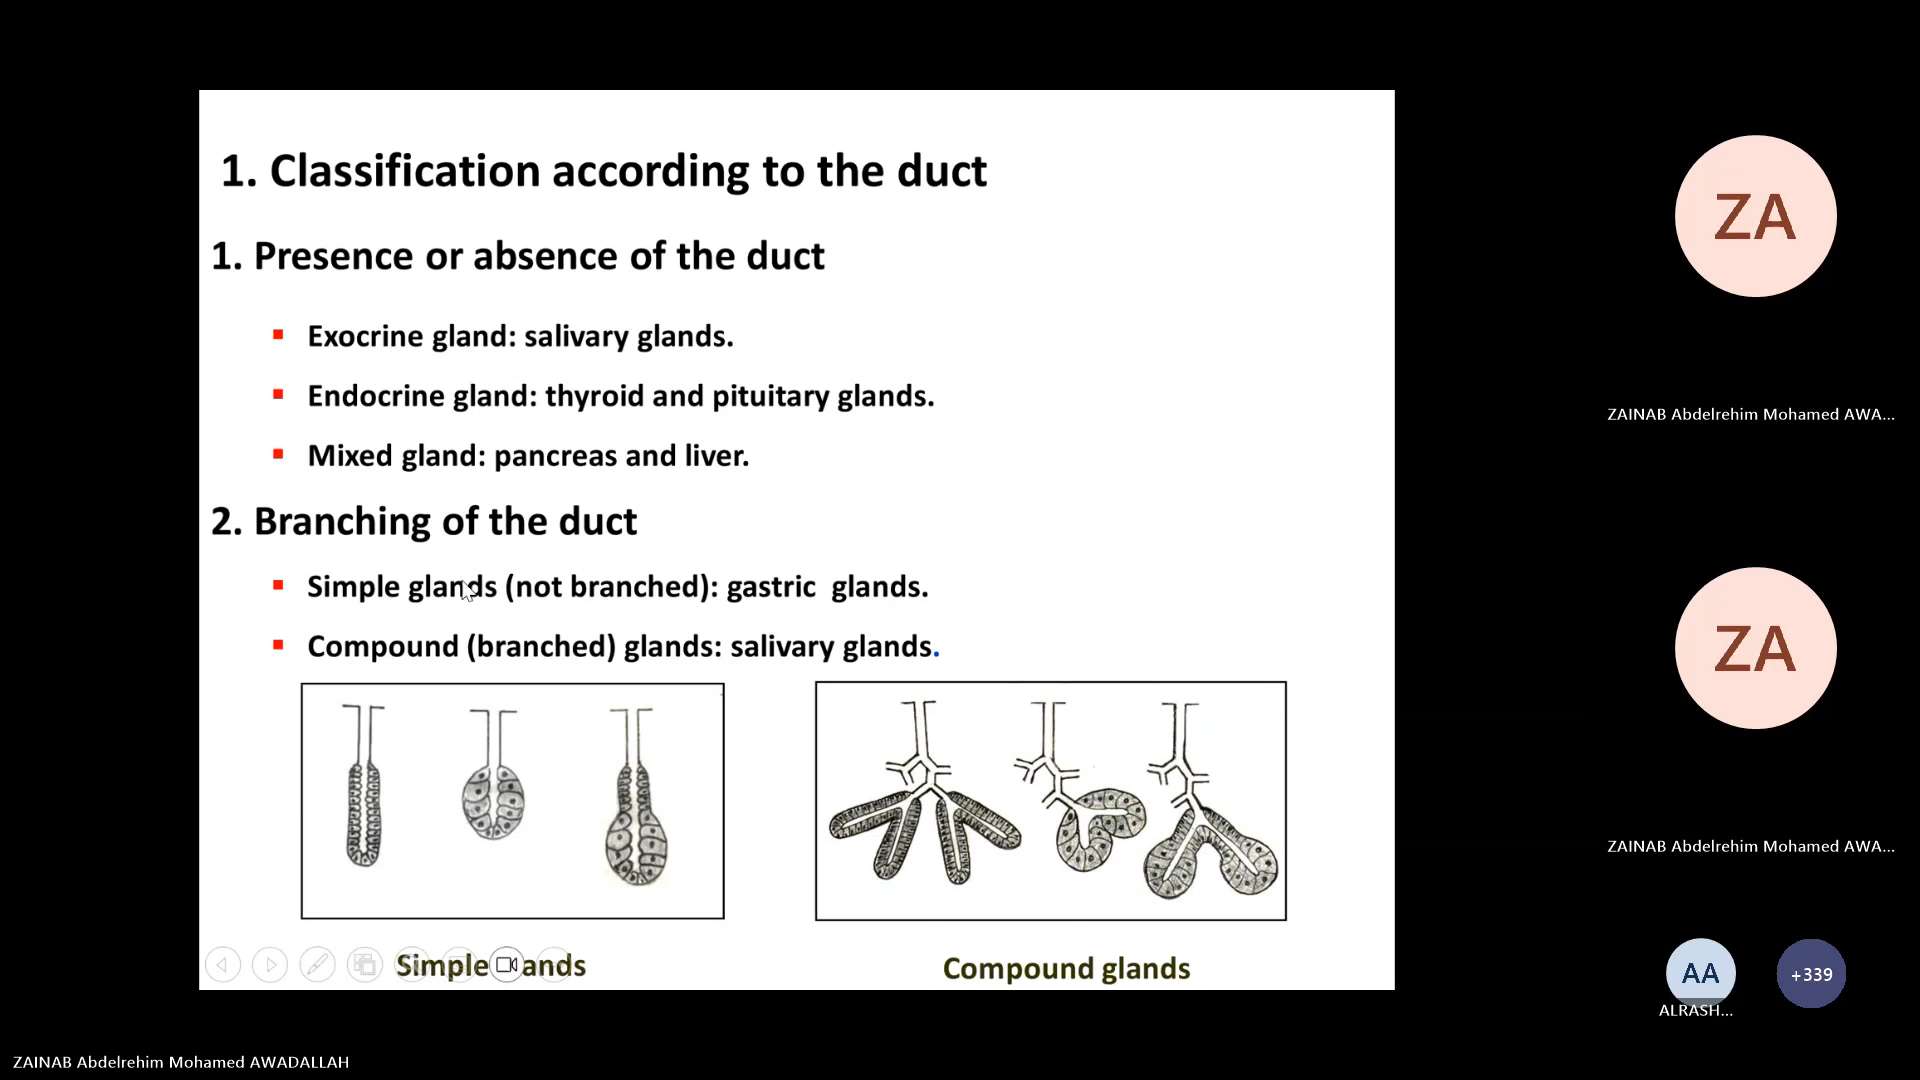 1. Classification according to the duct
1. Presence or absence of the duct
Exocrine gland: salivary glands.
Endocrine gland: thyroid and pituitary glands.
Mixed gland: pancreas and liver.
2. Branching of the duct
Simple glands (not branched): gastric glands.
Compound (branched) glands: salivary glands.
Simple ands
Compound glands
ZA
ZAINAB Abdelrehim Mohamed AWA...
ZA
ZAINAB Abdelrehim Mohamed AWA...
AA
+339
ALRASH...
ZAINAB Abdelrehim Mohamed AWADALLAH